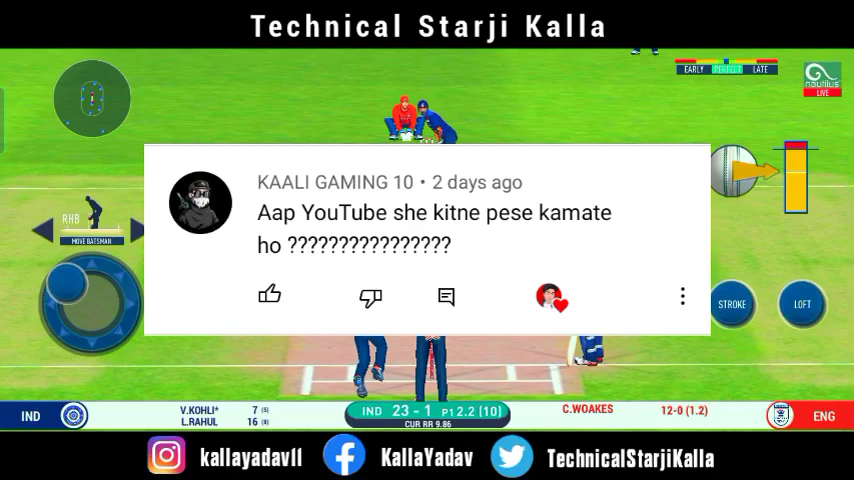 Technical Starji Kalla
EARLY PERFECT LATE
nautilus
LIVE
KAALI GAMING 10 • 2 days ago
Aap YouTube she kitne pese kamate
ho ????????????????
RHB
MOVE BATSMAN
STROKE
LOFT
IND
V.KOHLI* 7 (5)
L.RAHUL 16 (8)
IND 23 - 1 P1 2.2 [10]
CUR RR 9.86
C.WOAKES 12-0 (1.2)
ENG
kallayadav11
KallaYadav
TechnicalStarjiKalla